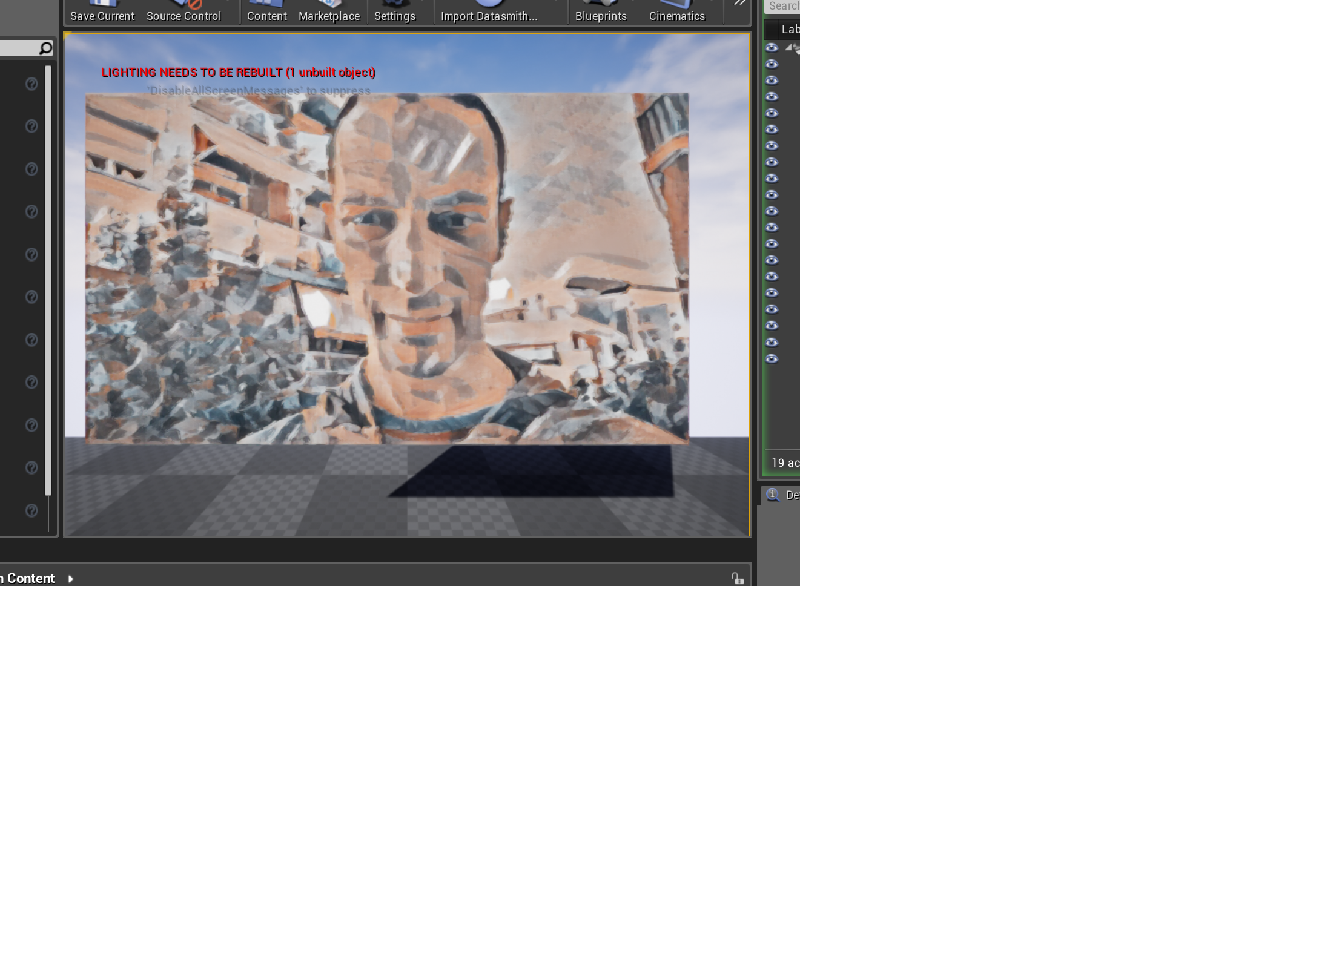 Save Current Source Control Content Marketplace Settings Import Datasmith... Blueprints Cinematics
Search
Lab
LIGHTING NEEDS TO BE REBUILT (1 unbuilt object)
'DisableAllScreenMessages' to suppress
19 ac
De
n Content